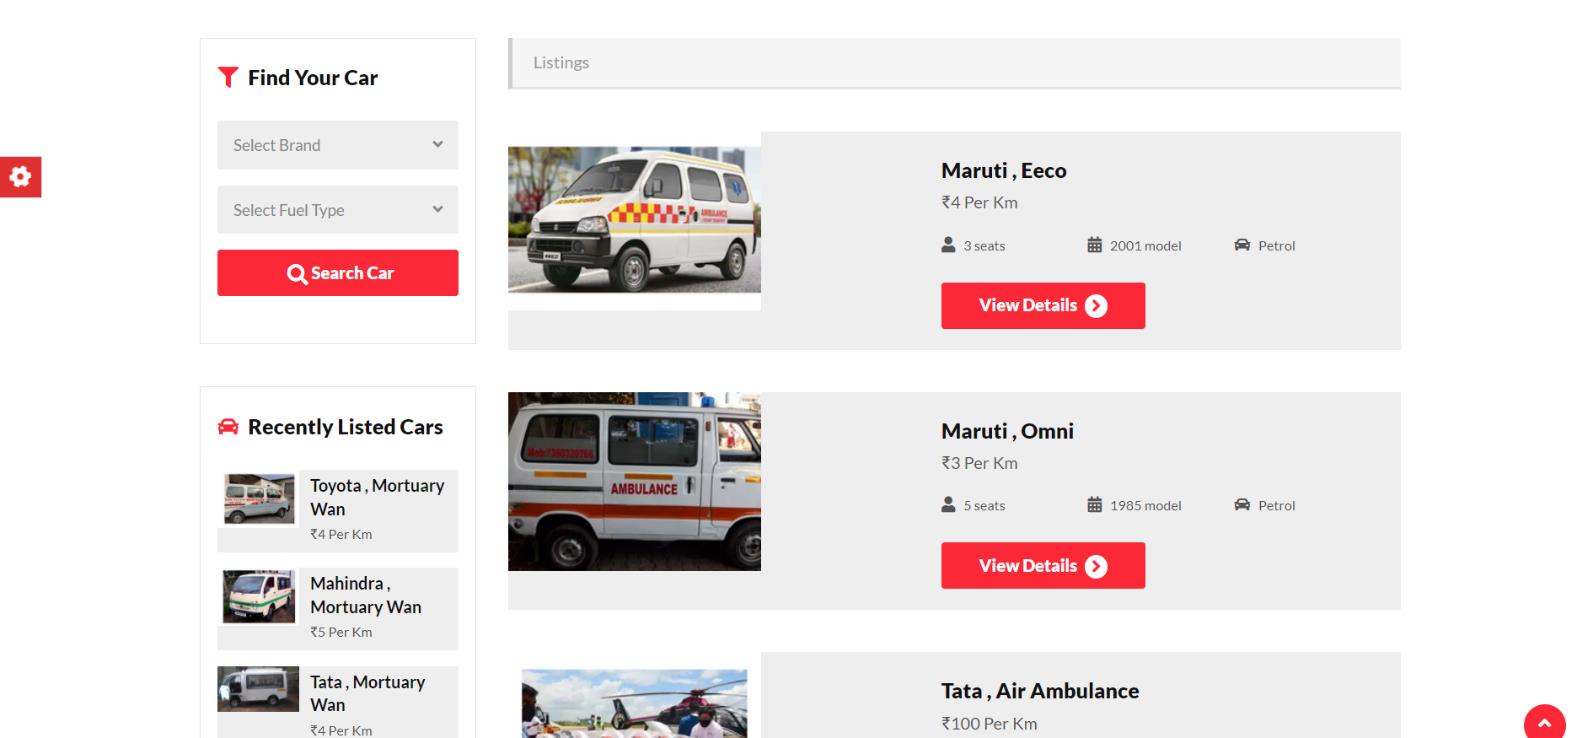 Find Your Car
Select Brand
Select Fuel Type
Search Car
Recently Listed Cars
Toyota , Mortuary
Wan
₹4 Per Km
Mahindra ,
Mortuary Wan
₹5 Per Km
Tata , Mortuary
Wan
₹4 Per Km
Listings
AMBULANCE
Maruti , Eeco
₹4 Per Km
3 seats
2001 model
Petrol
View Details
AMBULANCE
Maruti , Omni
₹3 Per Km
5 seats
1985 model
Petrol
View Details
Tata , Air Ambulance
₹100 Per Km